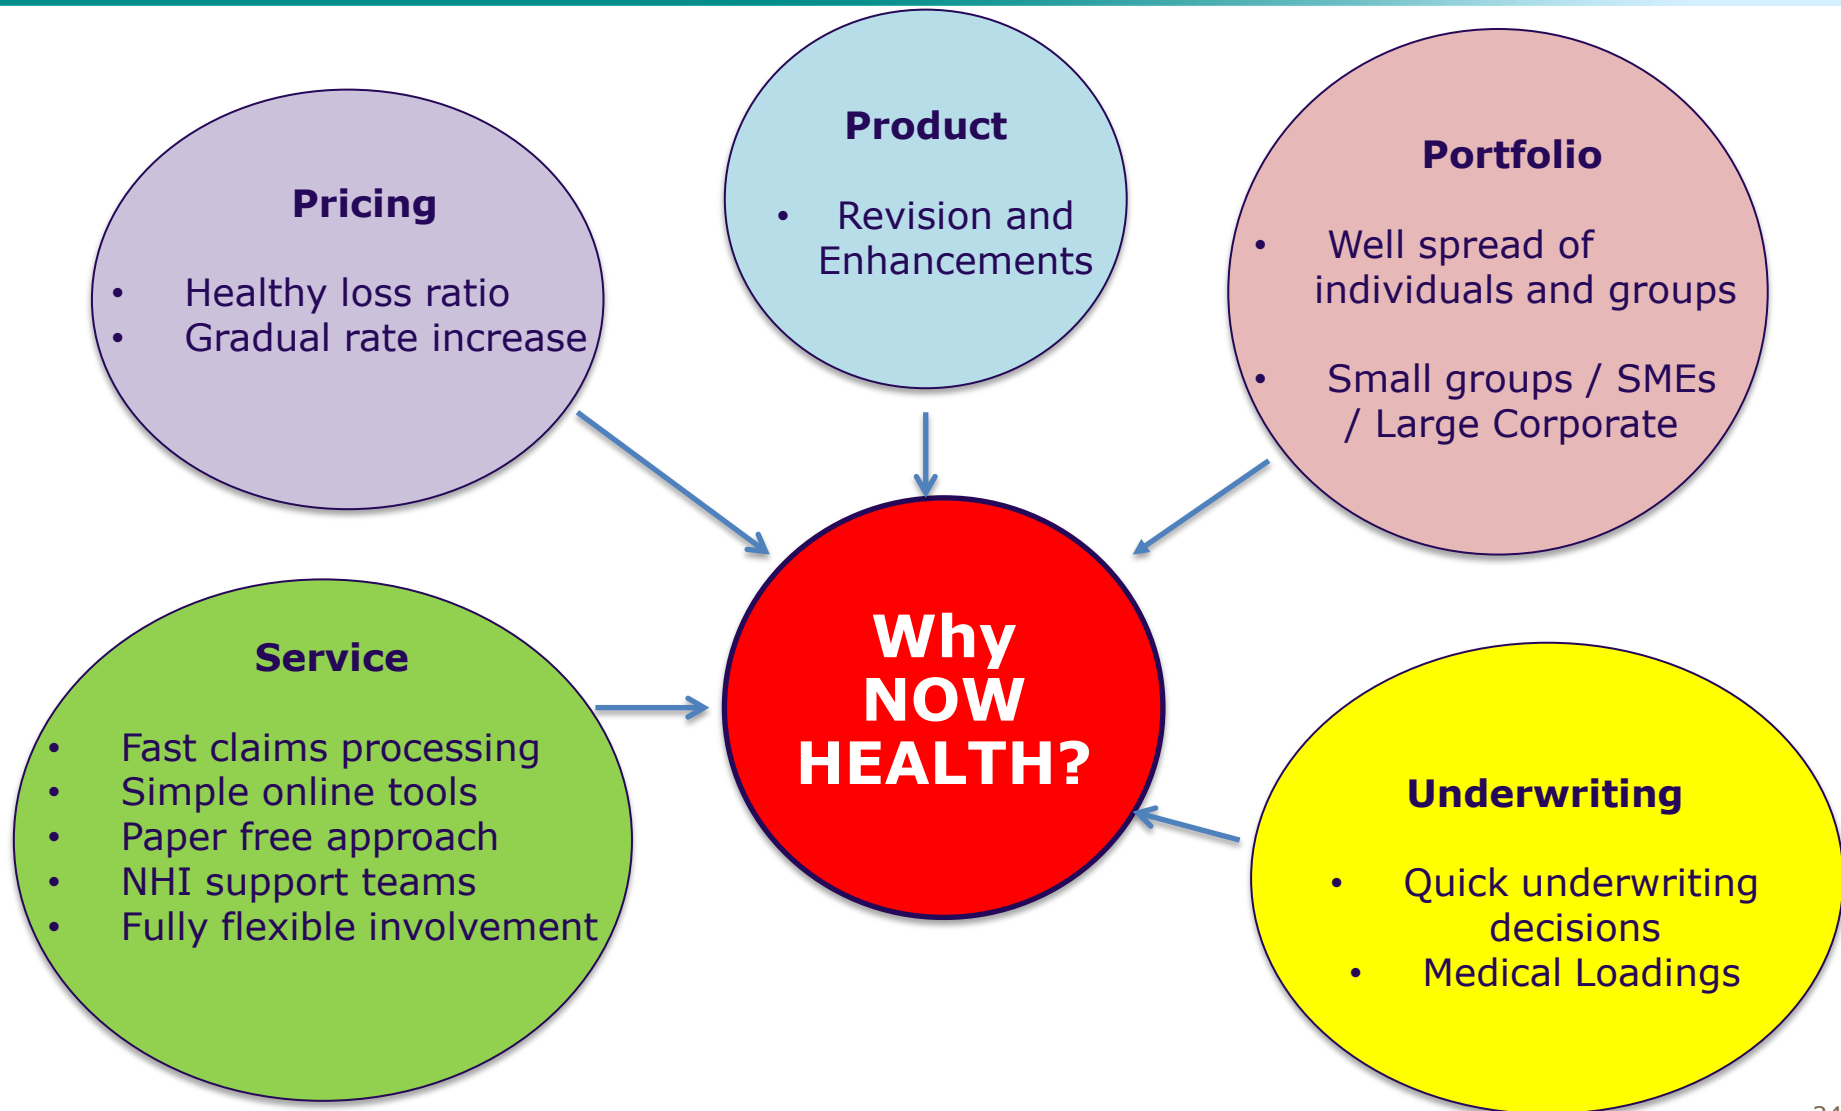 Product
• Revision and
Enhancements
Pricing
• Healthy loss ratio
• Gradual rate increase
Portfolio
• Well spread of
individuals and groups
• Small groups / SMEs
/ Large Corporate
Why
NOW
HEALTH?
Service
• Fast claims processing
• Simple online tools
• Paper free approach
• NHI support teams
• Fully flexible involvement
Underwriting
• Quick underwriting
decisions
• Medical Loadings